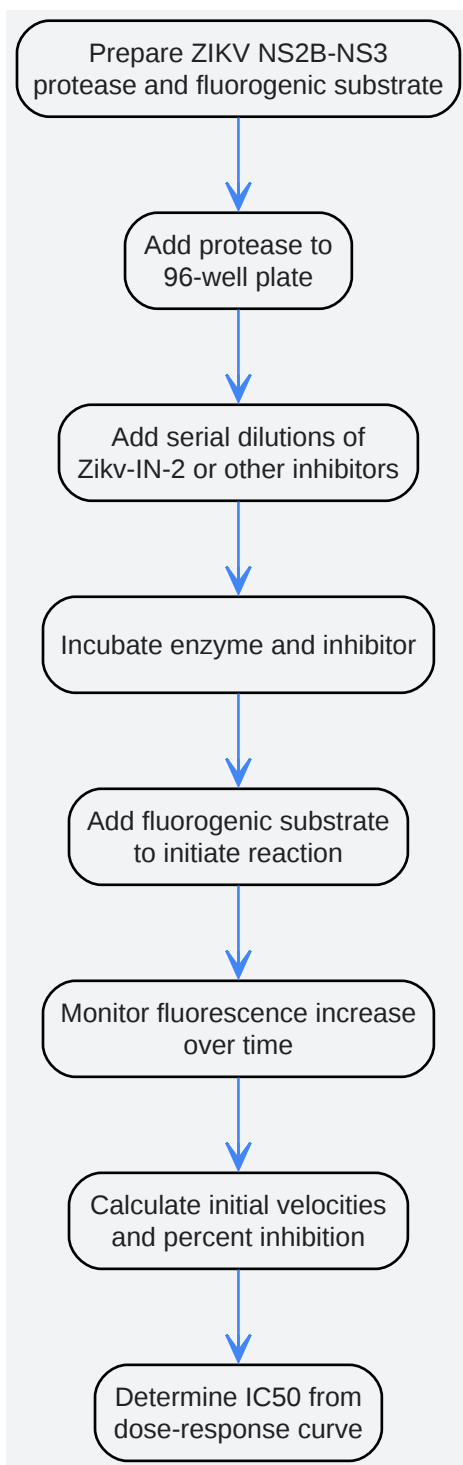 Prepare ZIKV NS2B-NS3
protease and fluorogenic substrate
Add protease to
96-well plate
Add serial dilutions of
Zikv-IN-2 or other inhibitors
Incubate enzyme and inhibitor
Add fluorogenic substrate
to initiate reaction
Monitor fluorescence increase
over time
Calculate initial velocities
and percent inhibition
Determine IC50 from
dose-response curve